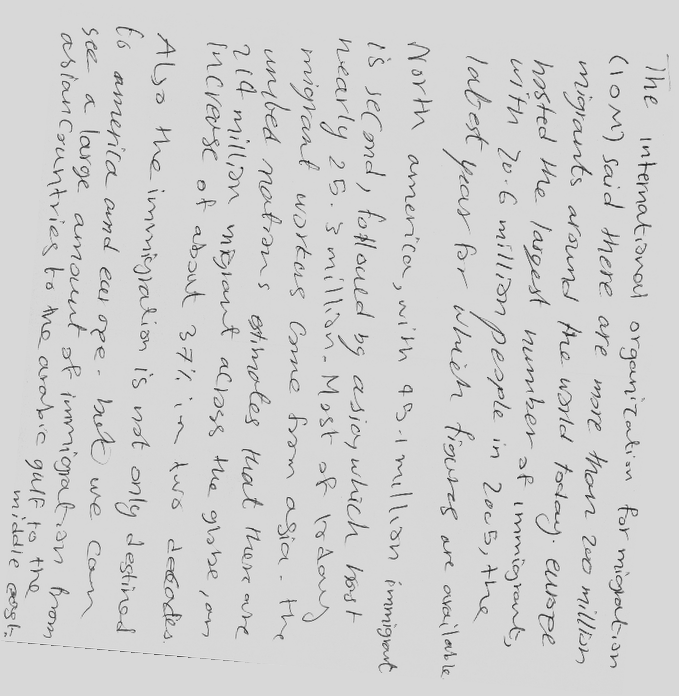 The international organization for migration
(IOM) said there are more than 200 million
migrants around the world today. europe
hosted the largest number of immigrants,
with 70.6 million people in 2005, the
latest year for which figures are available
North america, with 45.1 million immigrant
is second, followed by asia, which host
nearly 25.3 million. Most of today
migrant workers come from asia. the
united nations estimates that there are
214 million migrant across the globe, an
increase of about 37% in two decades.
Also the immigration is not only destined
to america and europe. but we can
see a large amount of immigration from
asian countries to the arabic gulf to the
middle east.